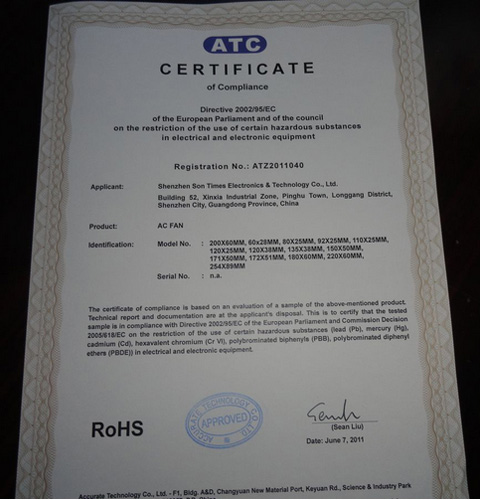 ATC
CERTIFICATE
of Compliance
Directive 2002/95/EC
of the European Parliament and of the council
on the restriction of the use of certain hazardous substances
in electrical and electronic equipment
Registration No.: ATZ2011040
Applicant: Shenzhen Son Times Electronics & Technology Co., Ltd.
Building 52, Xinxia Industrial Zone, Pinghu Town, Longgang District,
Shenzhen City, Guangdong Province, China
Product: AC FAN
Identification: Model No. : 200X60MM, 60x28MM, 80X25MM, 92X25MM, 110X25MM,
120X25MM, 120X38MM, 135X38MM, 150X50MM,
171X50MM, 172X51MM, 180X60MM, 220X60MM,
254X89MM
Serial No. : n.a.
The certificate of compliance is based on an evaluation of a sample of the above-mentioned product.
Technical report and documentation are at the applicant's disposal. This is to certify that the tested
sample is in compliance with Directive 2002/95/EC of the European Parliament and Commission Decision
2005/618/EC on the restriction of the use of certain hazardous substances (lead (Pb), mercury (Hg),
cadmium (Cd), hexavalent chromium (Cr VI), polybrominated biphenyls (PBB), polybrominated diphenyl
ethers (PBDE)) in electrical and electronic equipment.
RoHS
ACCURATE TECHNOLOGY CO.,LTD.
APPROVED
(Sean Liu)
Date: June 7, 2011
Accurate Technology Co., Ltd. - F1, Bldg. A&D, Changyuan New Material Port, Keyuan Rd., Science & Industry Park